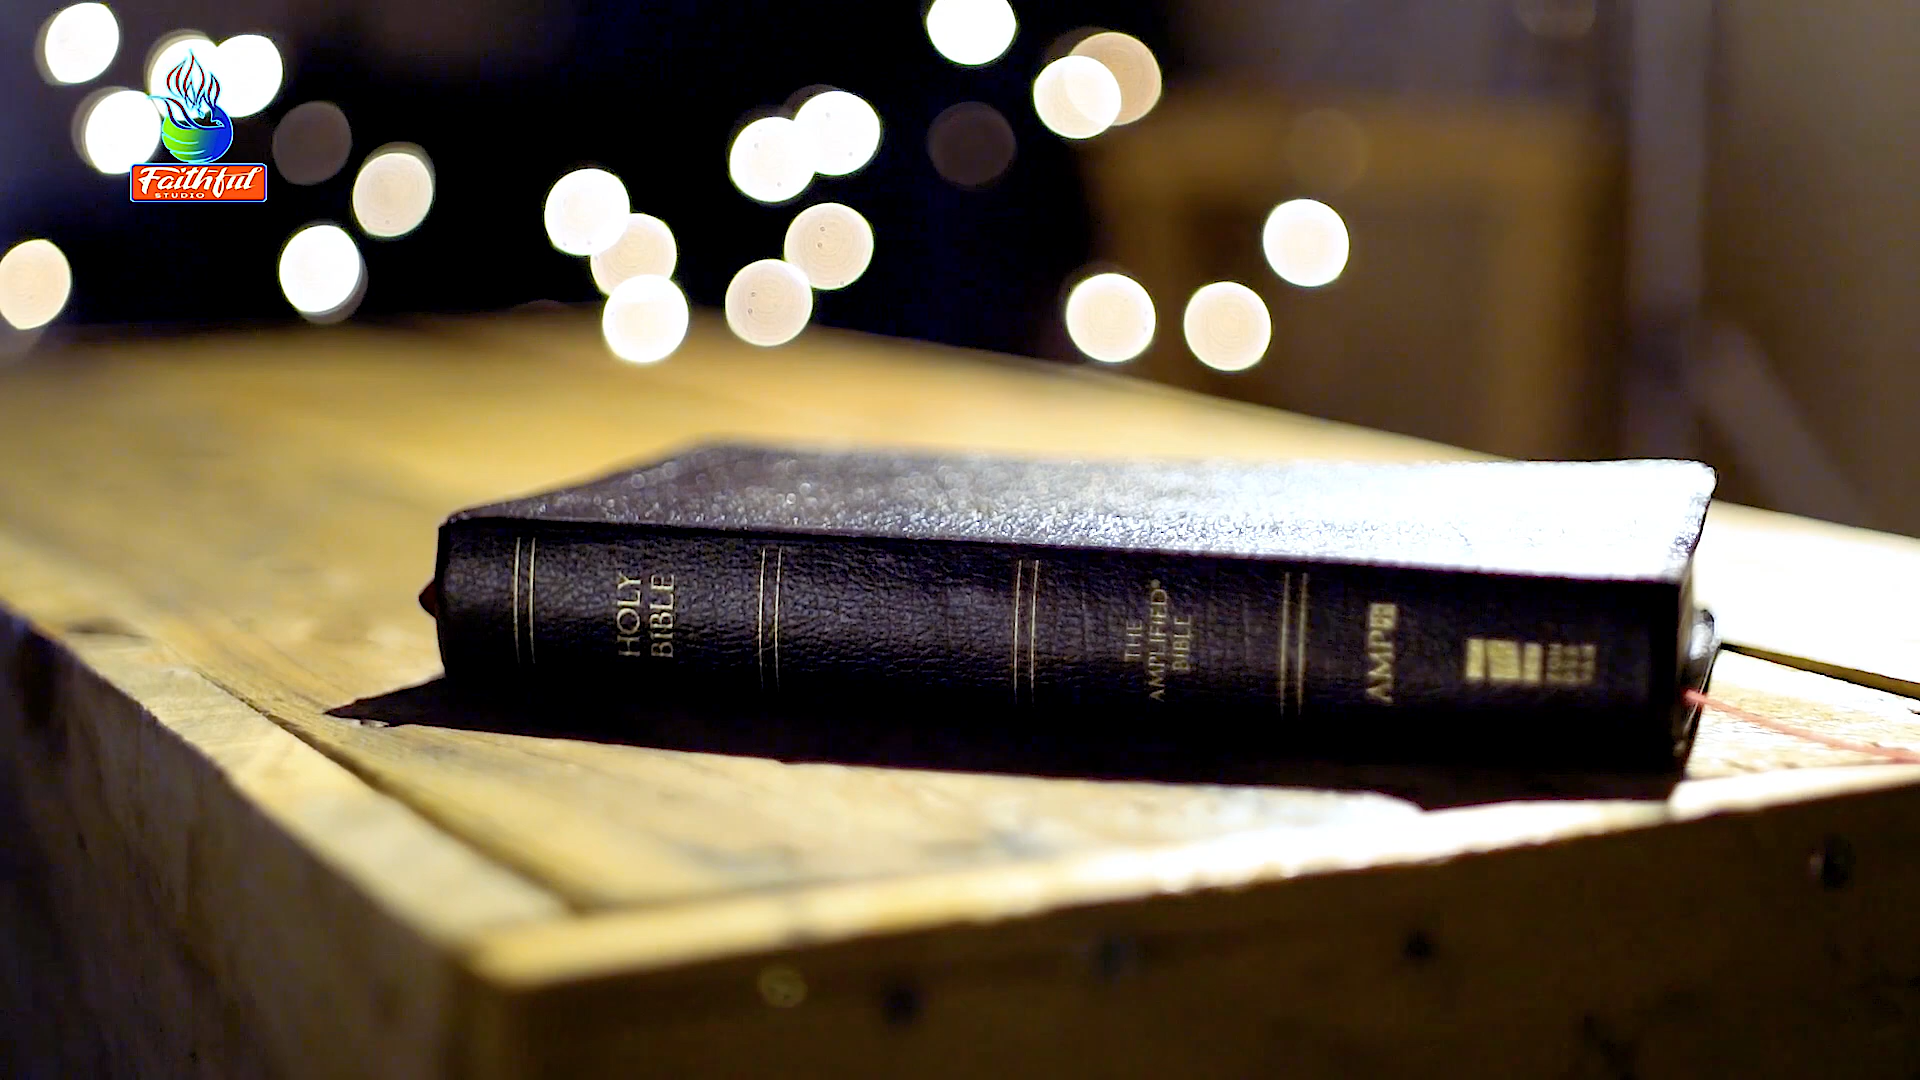 Faithful
STUDIO
HOLY
BIBLE
THE
AMPLIFIED®
BIBLE
AMP